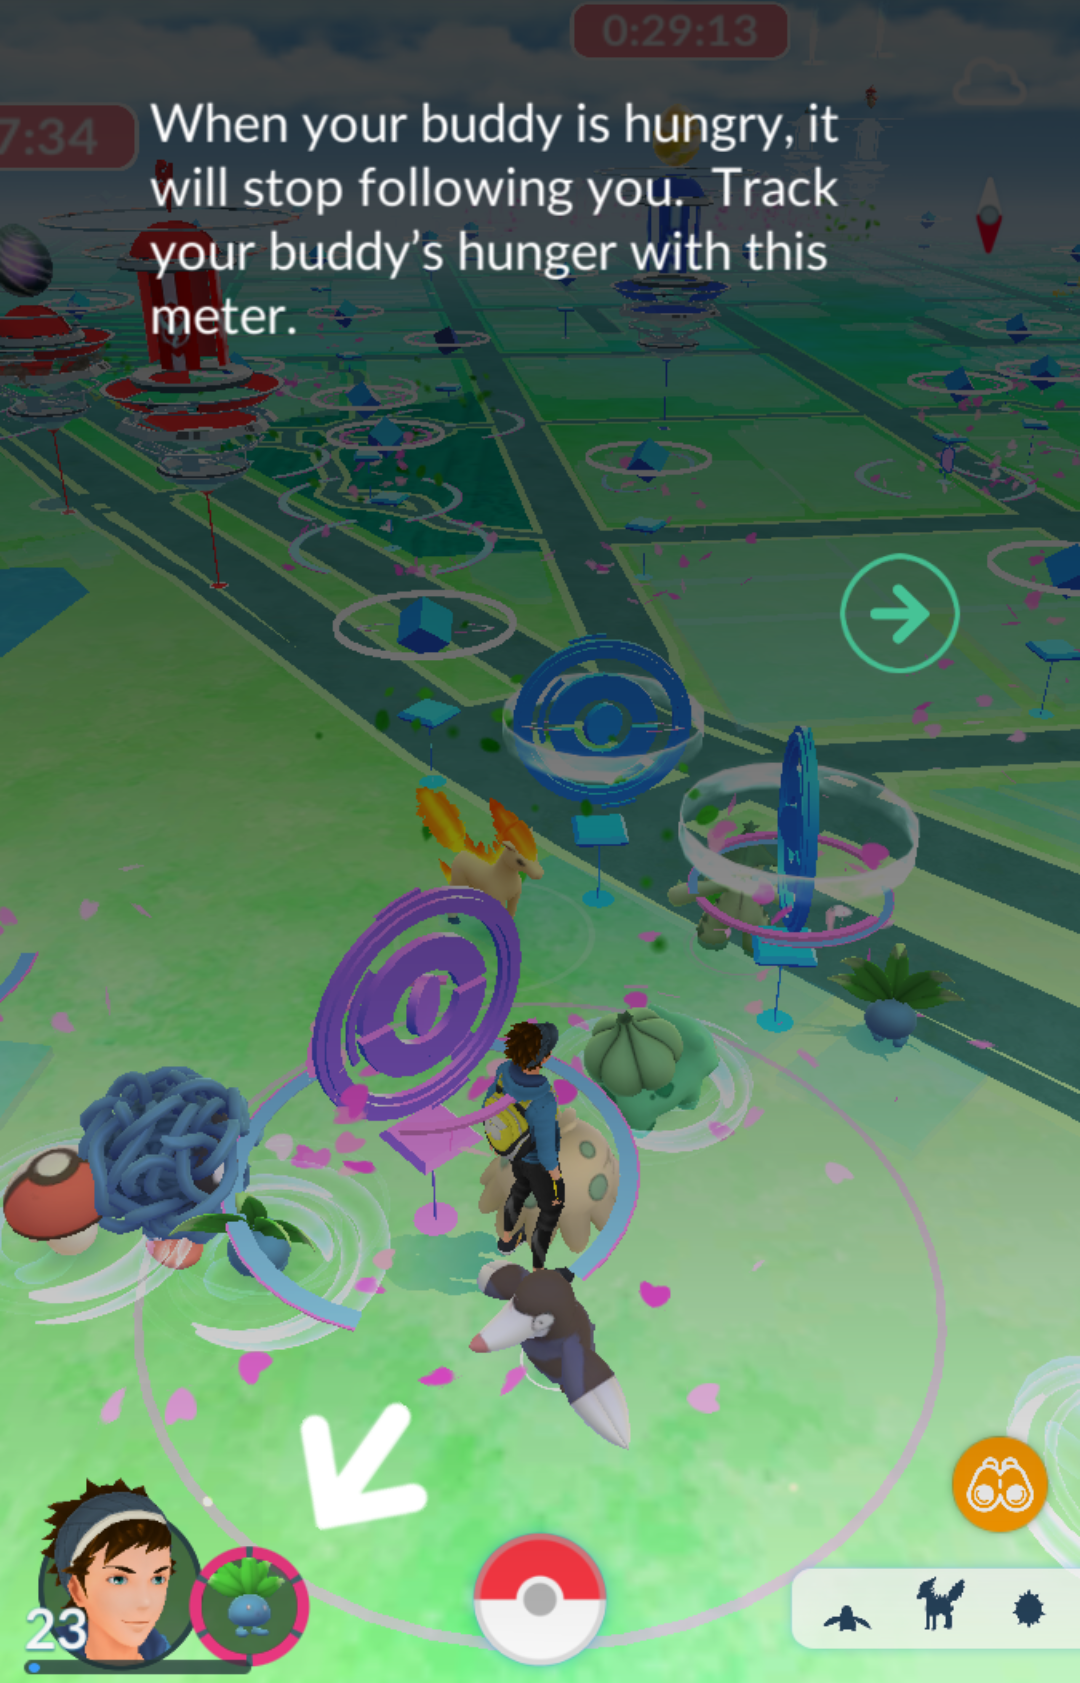 0:29:13
7:34
When your buddy is hungry, it
will stop following you.  Track
your buddy’s hunger with this
meter.
23